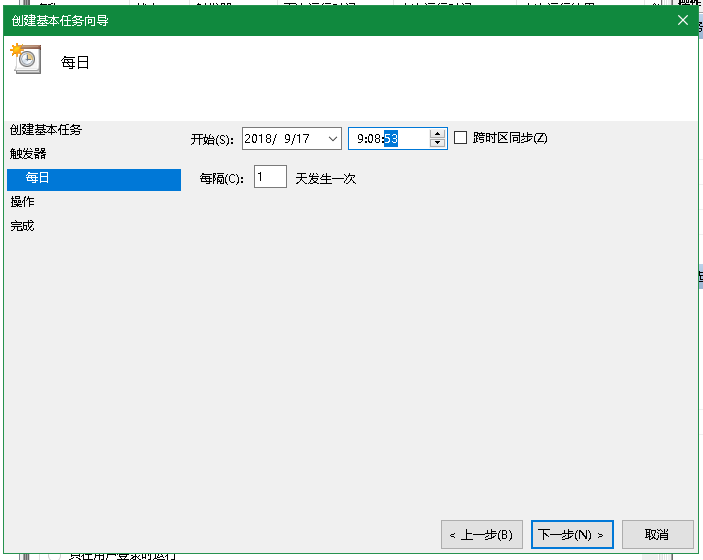 创建基本任务向导
每日
创建基本任务
触发器
每日
操作
完成
开始(S): 2018/ 9/17 9:08:53 跨时区同步(Z)
每隔(C): 1 天发生一次
< 上一步(B) 下一步(N) > 取消